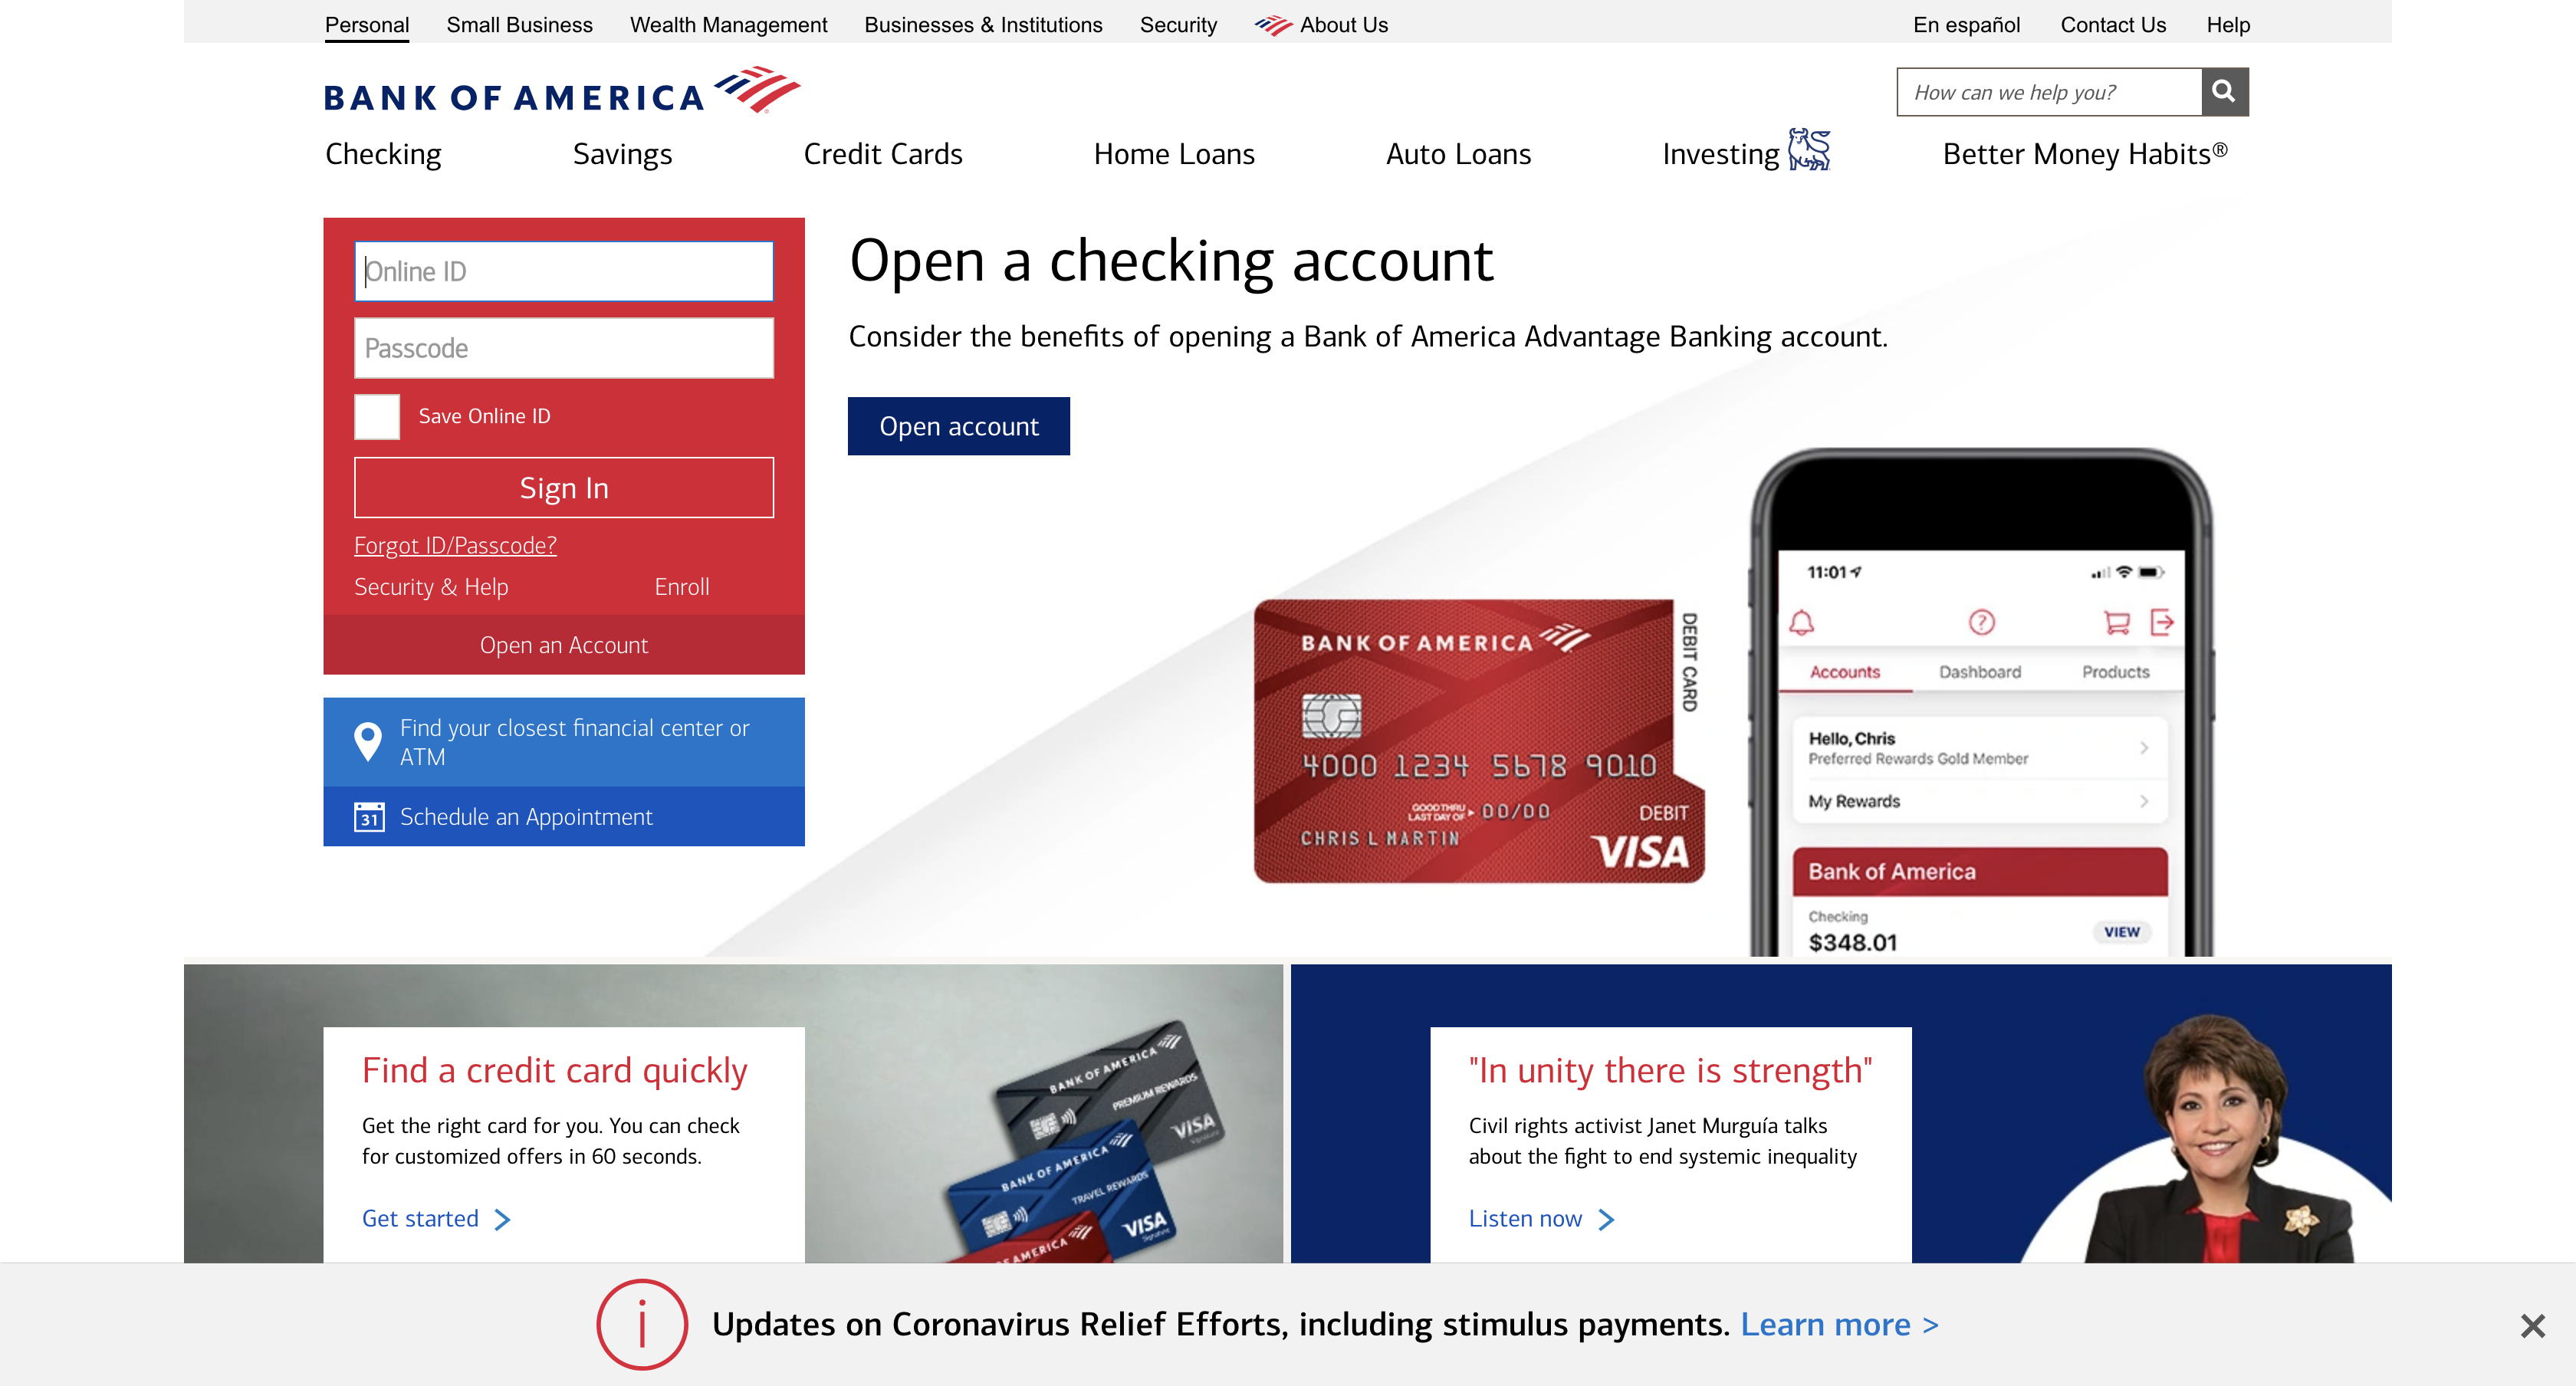 Personal
Small Business
Wealth Management
Businesses & Institutions
Security
About Us
En español
Contact Us
Help
BANK OF AMERICA
How can we help you?
Checking
Savings
Credit Cards
Home Loans
Auto Loans
Investing
Better Money Habits®
Online ID
Passcode
Save Online ID
Sign In
Forgot ID/Passcode?
Security & Help
Enroll
Open an Account
Find your closest financial center or
ATM
31
Schedule an Appointment
Open a checking account
Consider the benefits of opening a Bank of America Advantage Banking account.
Open account
BANK OF AMERICA
DEBIT CARD
4000 1234 5678 9010
GOOD THRU
LAST DAY OF
00/00
DEBIT
CHRIS L MARTIN
VISA
11:01
Accounts
Dashboard
Products
Hello, Chris
Preferred Rewards Gold Member
My Rewards
Bank of America
Checking
$348.01
VIEW
Find a credit card quickly
Get the right card for you. You can check
for customized offers in 60 seconds.
Get started
BANK OF AMERICA
PREMIUM REWARDS
VISA
Signature
BANK OF AMERICA
TRAVEL REWARDS
VISA
Signature
AMERICA
"In unity there is strength"
Civil rights activist Janet Murguía talks
about the fight to end systemic inequality
Listen now
i
Updates on Coronavirus Relief Efforts, including stimulus payments. Learn more >